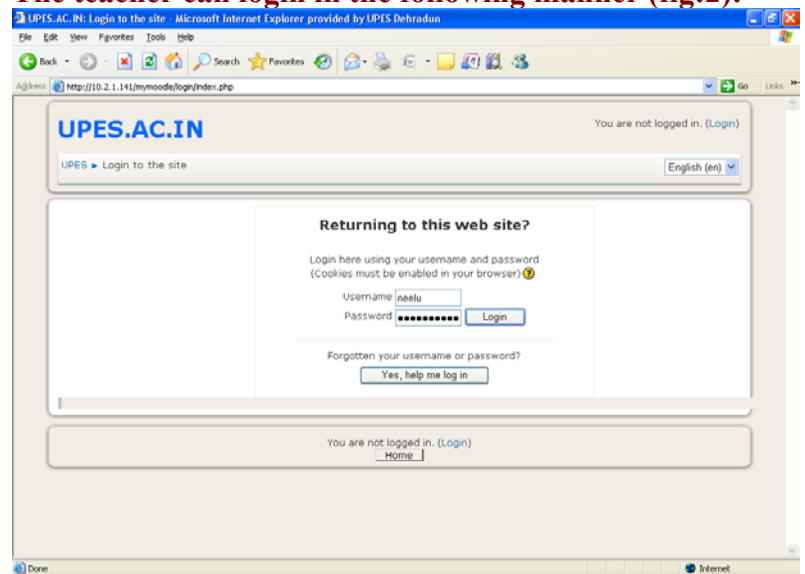 The teacher can login in the following manner (fig.2):
UPES.AC.IN: Login to the site - Microsoft Internet Explorer provided by UPES Dehradun
File Edit View Favorites Tools Help
Back Search Favorites
Address http://10.2.1.141/mymoodle/login/index.php Go Links »
UPES.AC.IN
You are not logged in. (Login)
UPES ► Login to the site
English (en)
Returning to this web site?
Login here using your username and password
(Cookies must be enabled in your browser) ?
Username neelu
Password ●●●●●●●●●● Login
Forgotten your username or password?
Yes, help me log in
You are not logged in. (Login)
Home
Done Internet